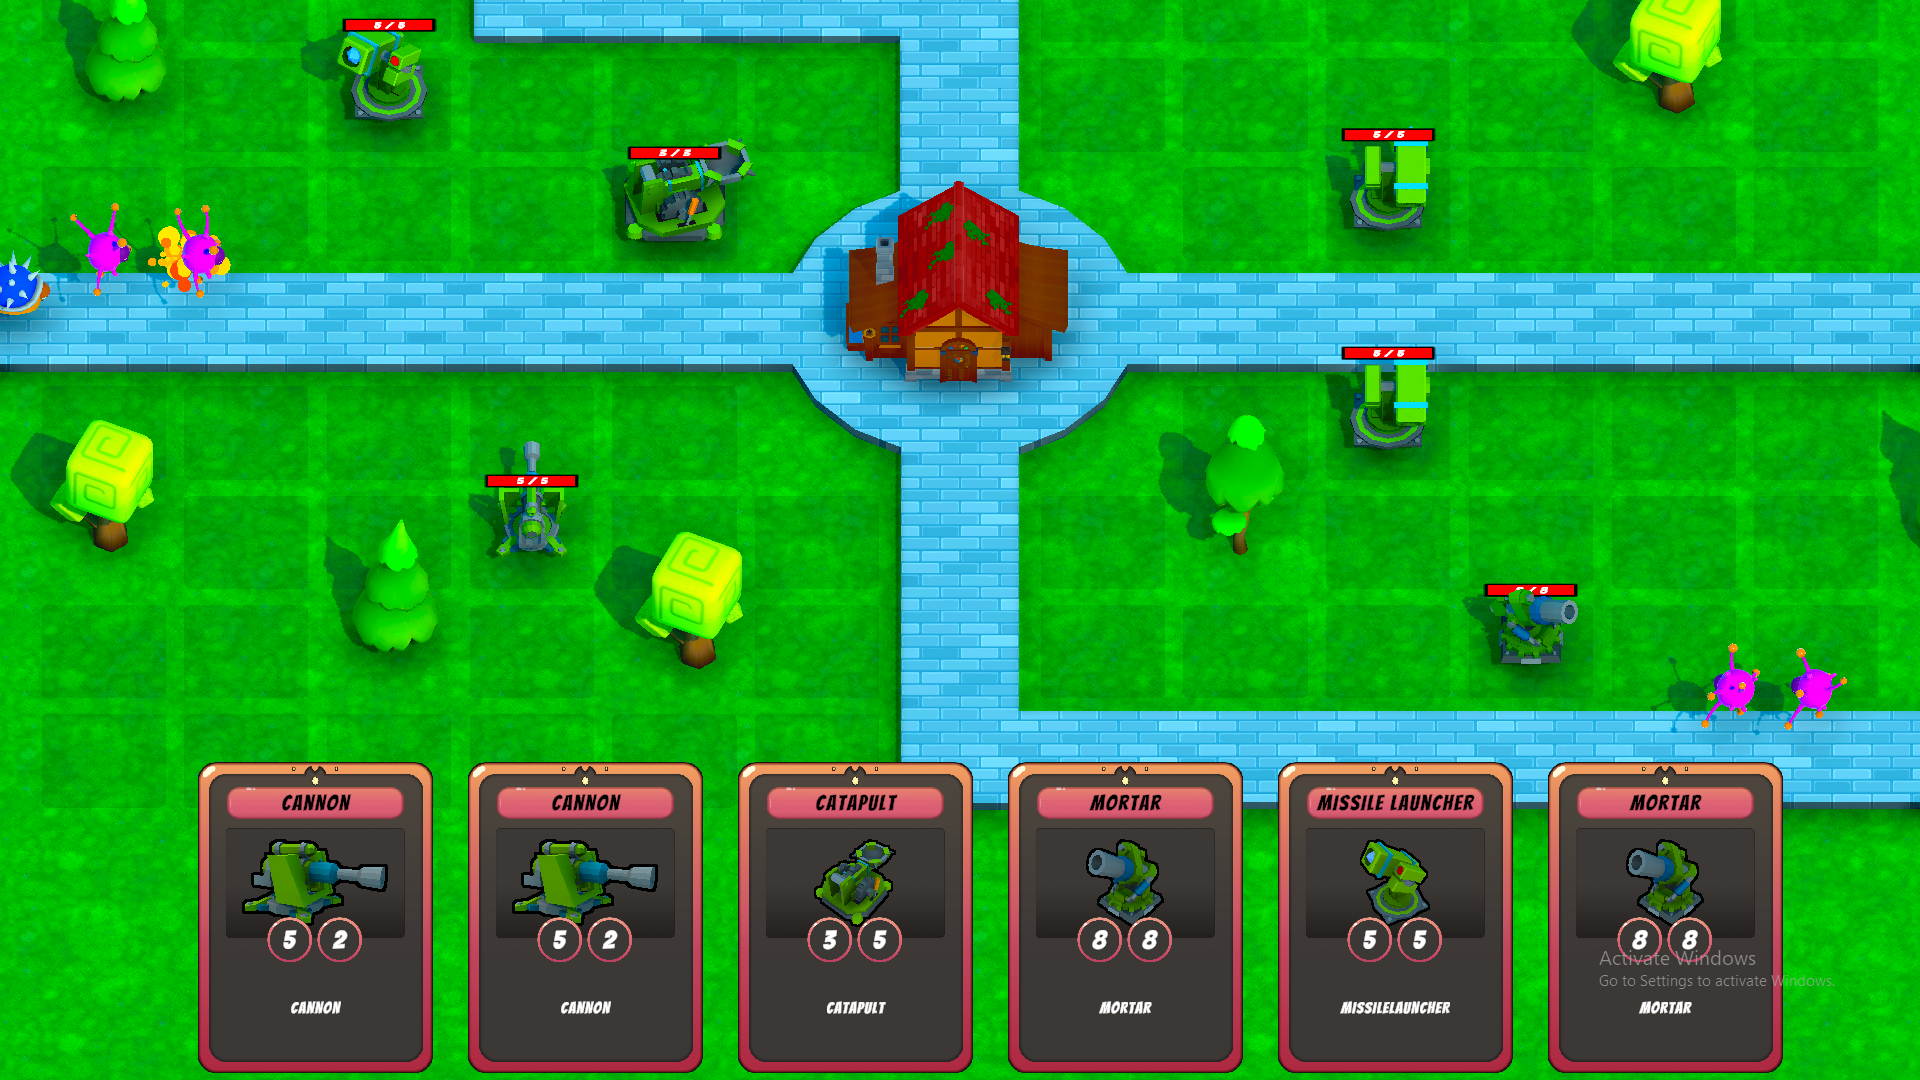 5 / 5
5 / 5
3 / 3
5 / 5
5 / 5
CANNON
CANNON
CATAPULT
MORTAR
MISSILE LAUNCHER
MORTAR
5 2
5 2
3 5
8 8
5 5
8 8
Activate Windows
Go to Settings to activate Windows.
CANNON
CANNON
CATAPULT
MORTAR
MISSILELAUNCHER
MORTAR